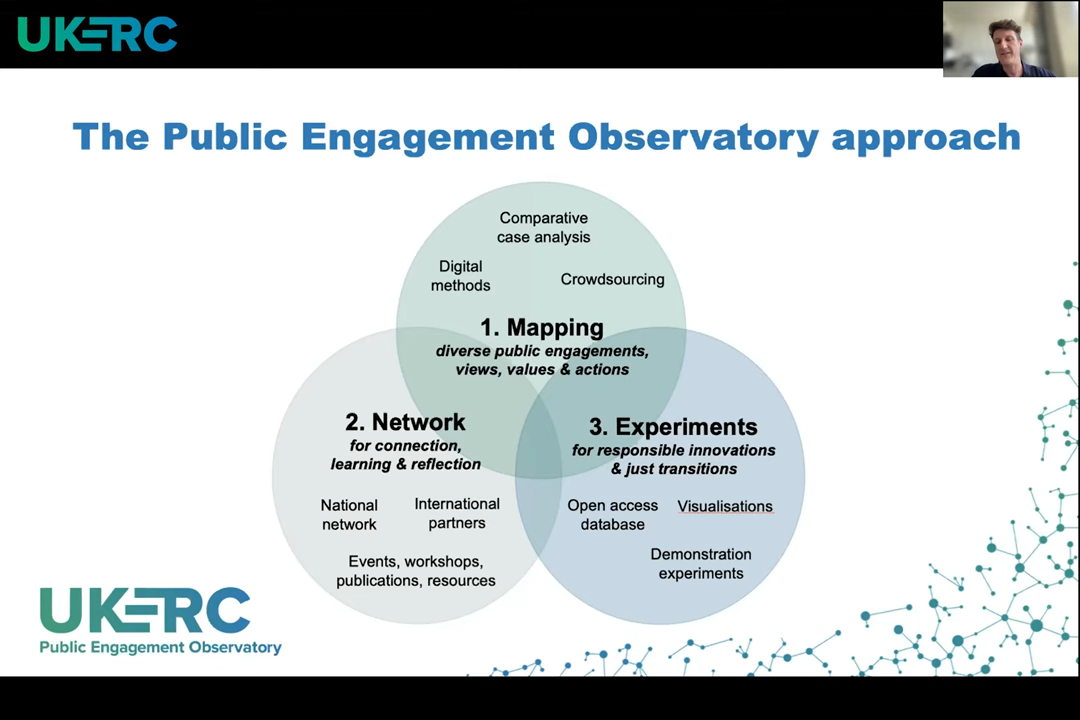 UKERC
The Public Engagement Observatory approach
Comparative
case analysis
Digital
methods
Crowdsourcing
1. Mapping
diverse public engagements,
views, values & actions
2. Network
for connection,
learning & reflection
National
network
International
partners
Events, workshops,
publications, resources
3. Experiments
for responsible innovations
& just transitions
Open access
database
Visualisations
Demonstration
experiments
UKERC
Public Engagement Observatory